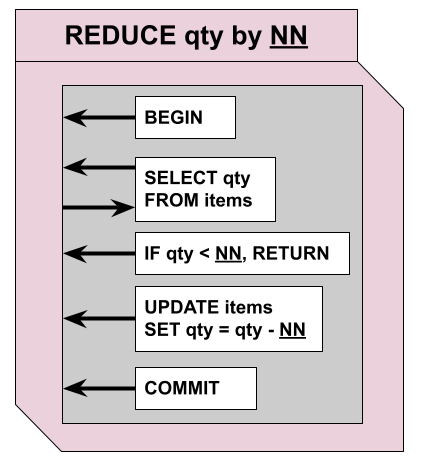 REDUCE qty by NN
BEGIN
SELECT qty
FROM items
IF qty < NN, RETURN
UPDATE items
SET qty = qty - NN
COMMIT